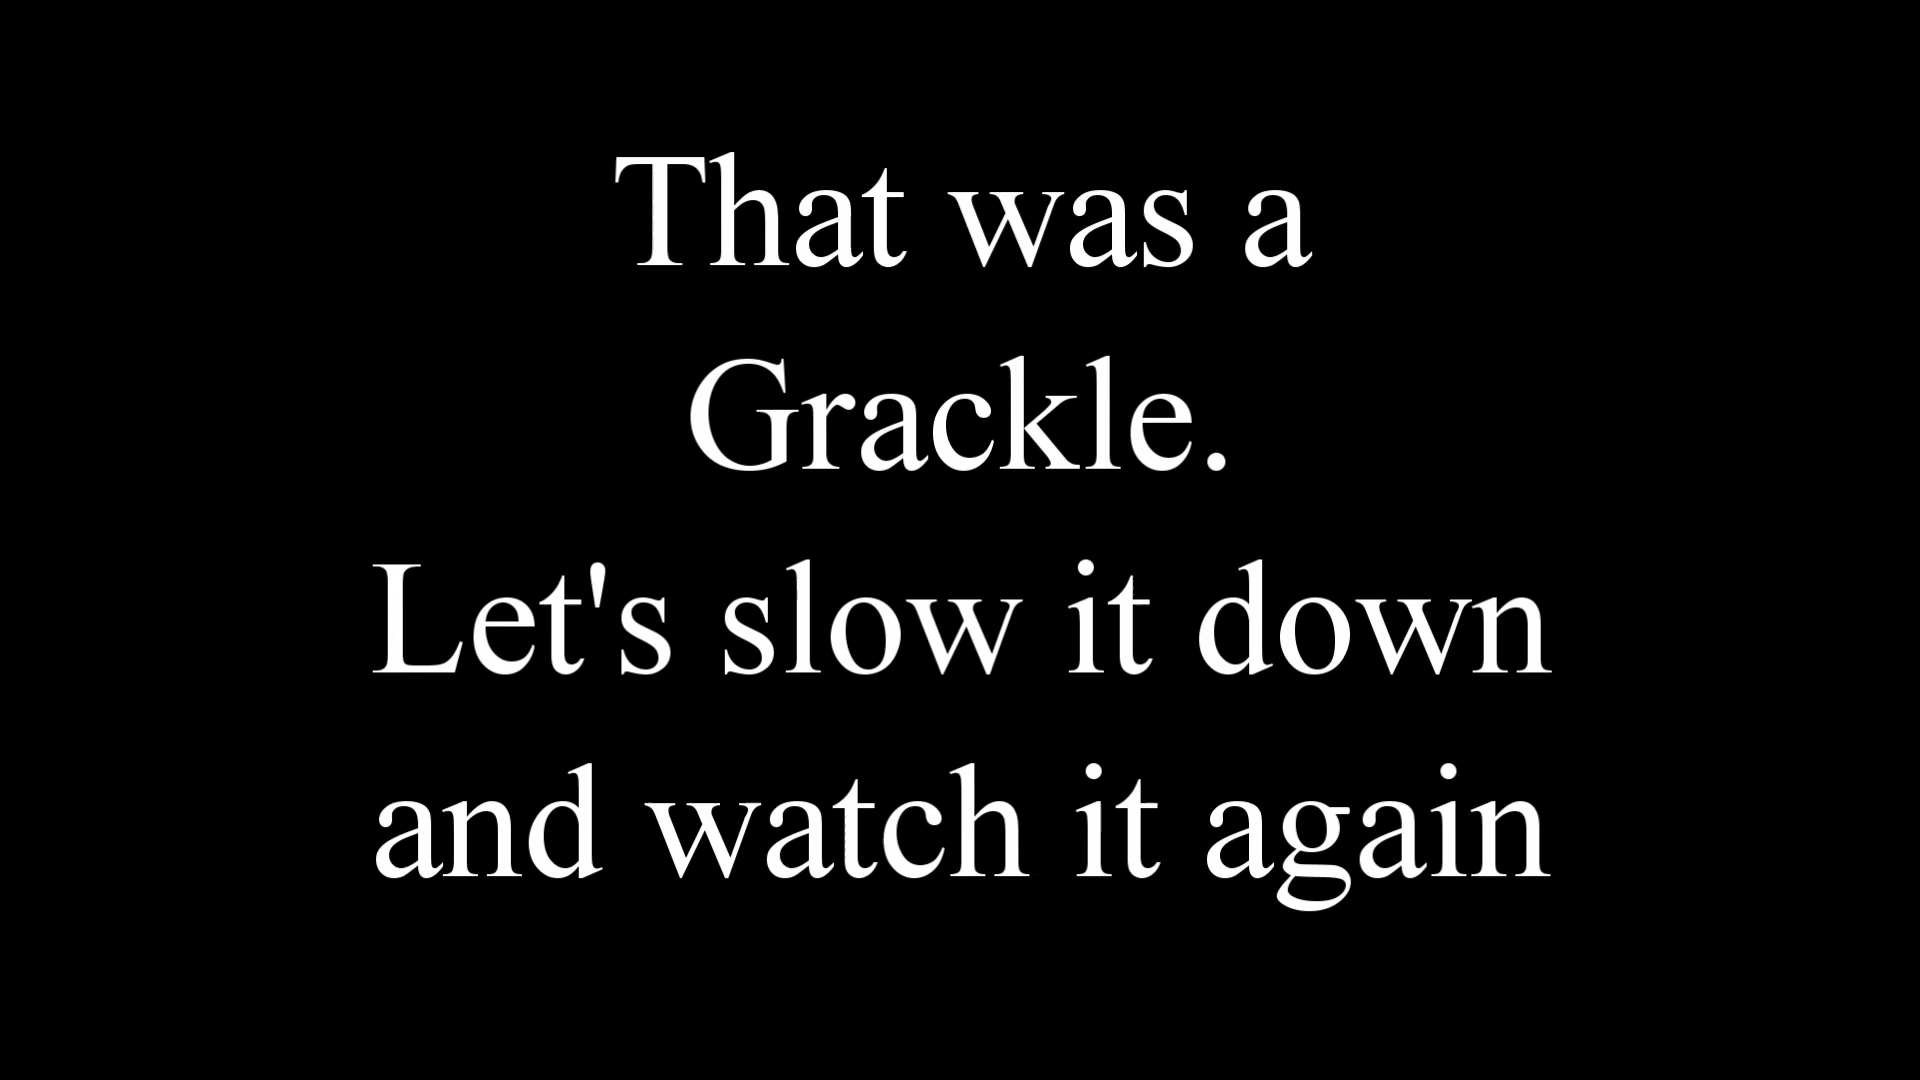 That was a
Grackle.
Let's slow it down
and watch it again